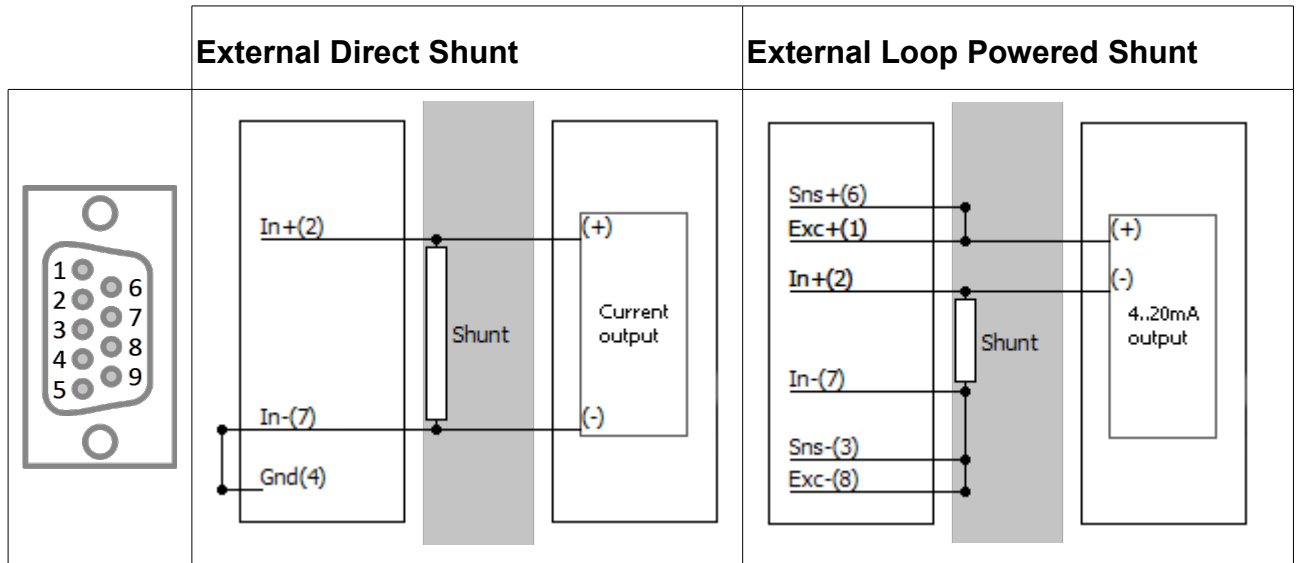 External Direct Shunt
External Loop Powered Shunt
1
2
3
4
5
6
7
8
9
In+(2)
In-(7)
Gnd(4)
Shunt
(+)
Current
output
(-)
Sns+(6)
Exc+(1)
In+(2)
In-(7)
Sns-(3)
Exc-(8)
Shunt
(+)
(-)
4..20mA
output